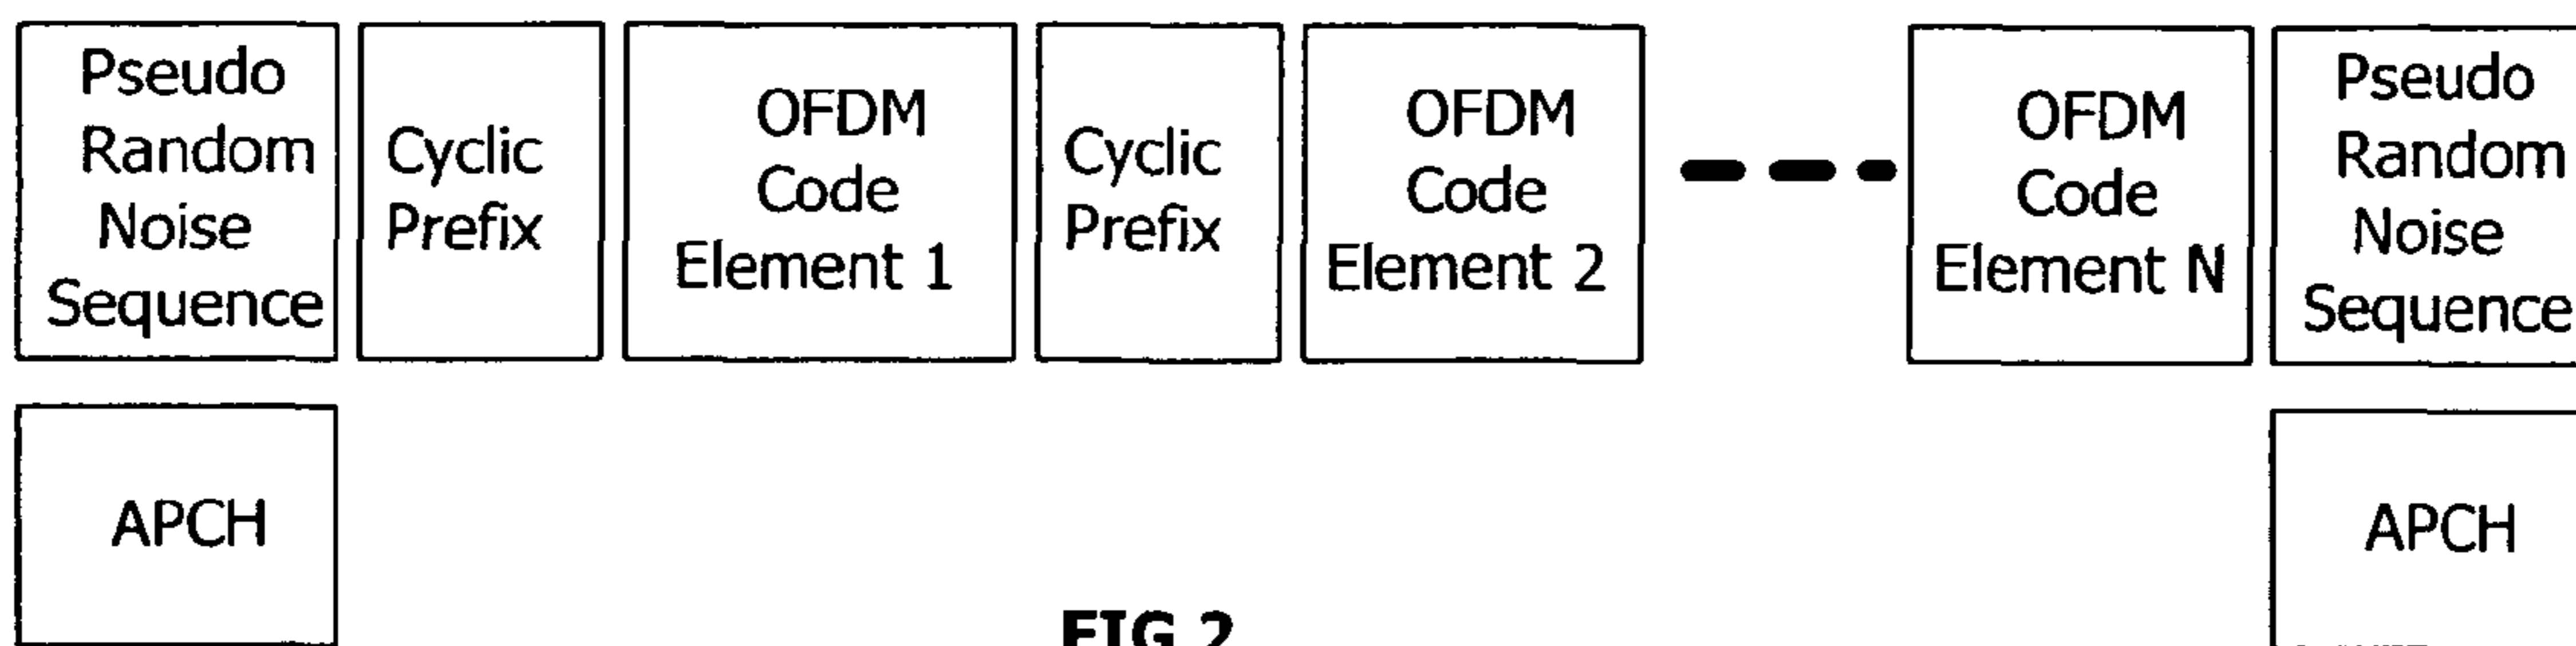 Pseudo
Random
Noise
Sequence
Cyclic
Prefix
OFDM
Code
Element 1
Cyclic
Prefix
OFDM
Code
Element 2
OFDM
Code
Element N
Pseudo
Random
Noise
Sequence
APCH
APCH
FIG 2